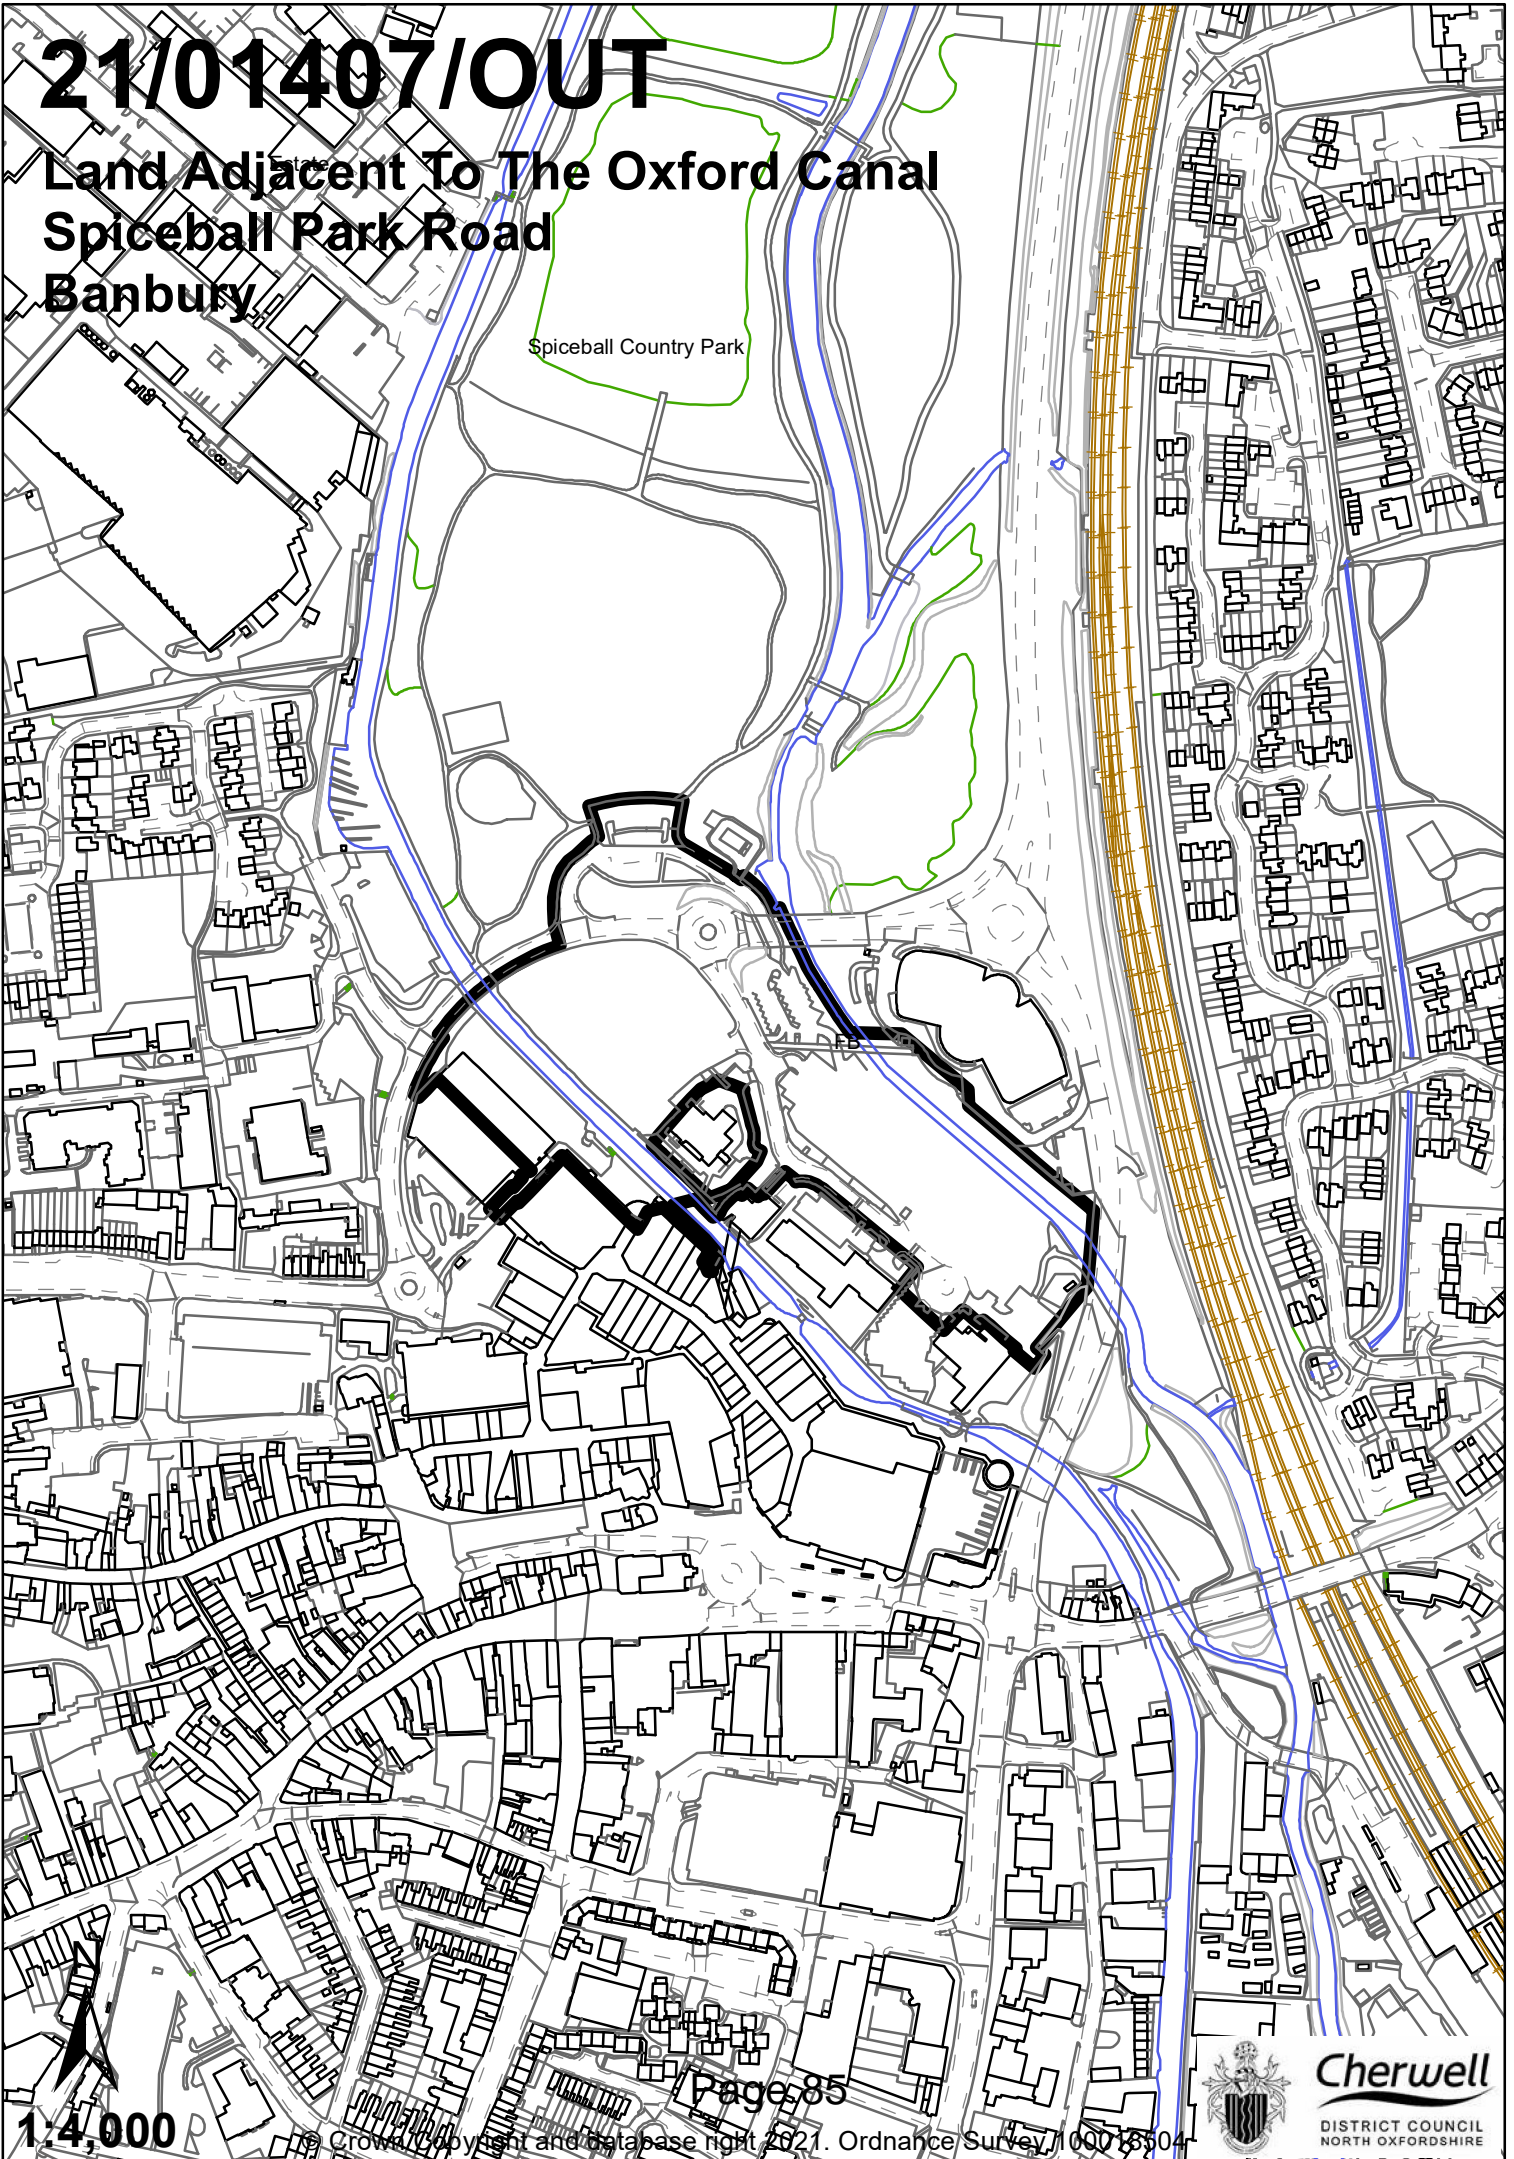 21/01407/OUT
Land Adjacent To The Oxford Canal
Estate
Spiceball Park Road
Banbury
Spiceball Country Park
FB
N
Page 85
1:4,000
© Crown Copyright and database right 2021. Ordnance Survey 100018504
Cherwell
DISTRICT COUNCIL
NORTH OXFORDSHIRE